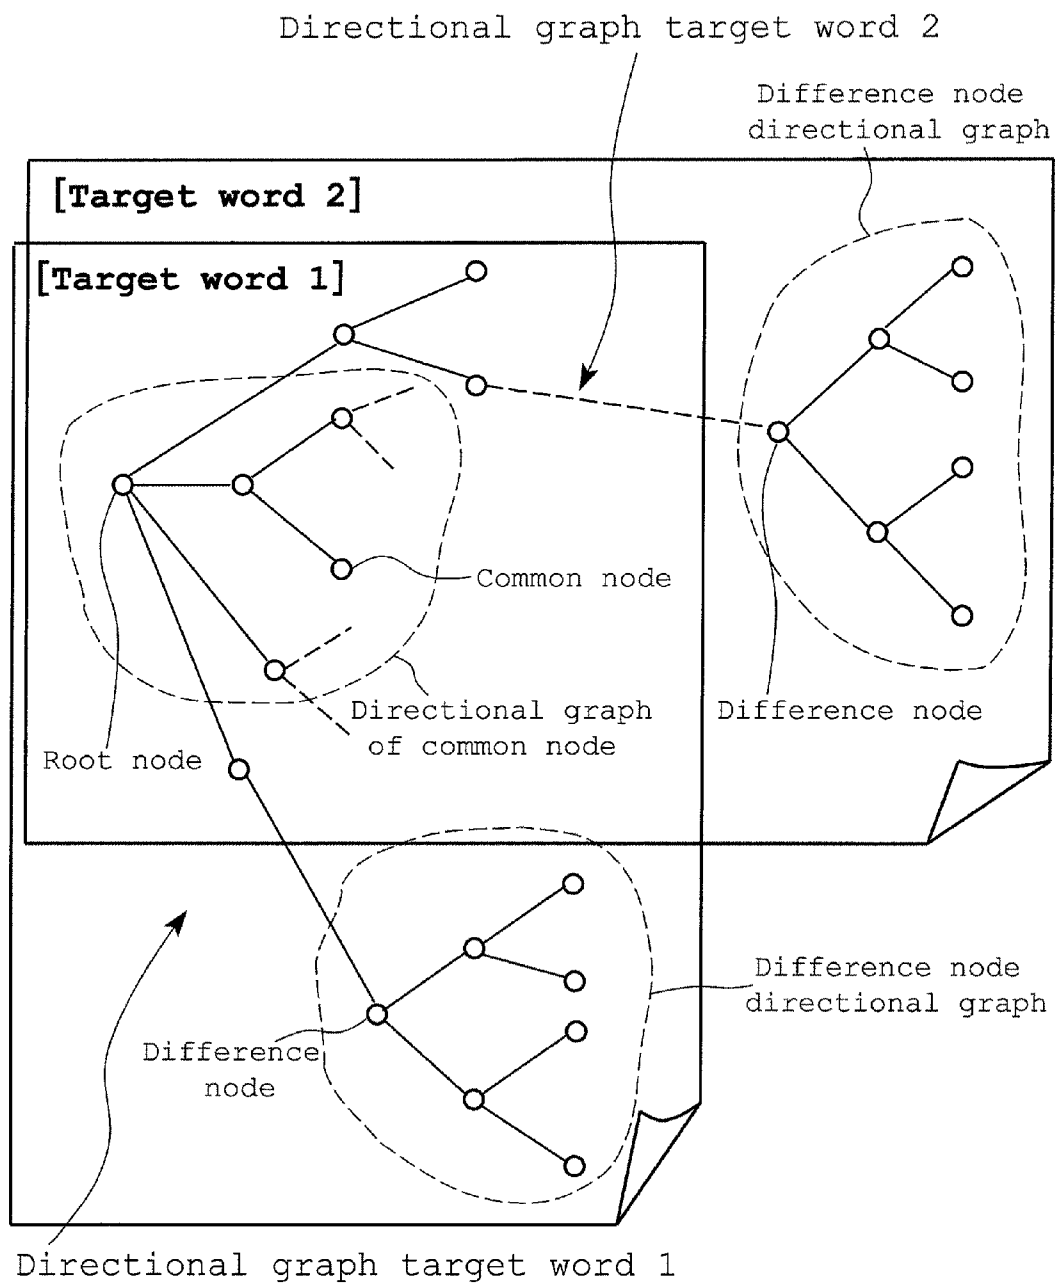 Directional graph target word 2
Difference node
directional graph
[Target word 2]
[Target word 1]
Common node
Directional graph
of common node
Difference node
Root node
Difference node
directional graph
Difference
node
Directional graph target word 1